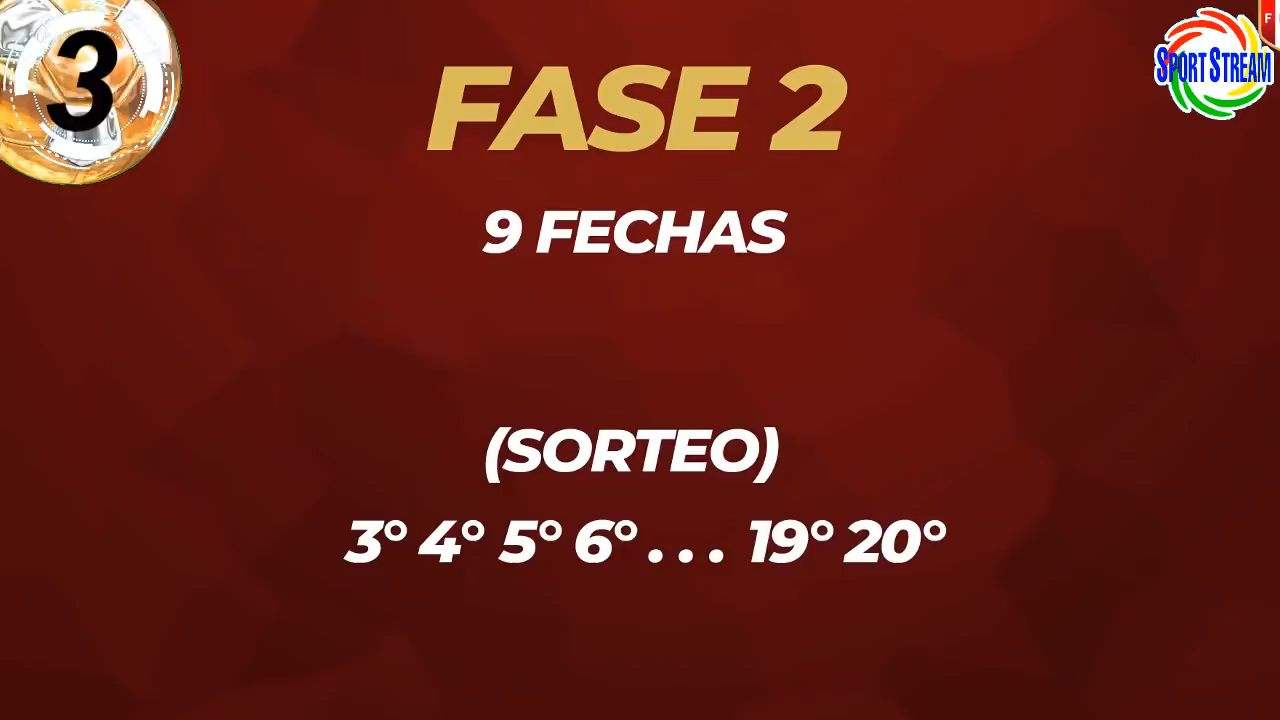 3
F
SPORT STREAM
FASE 2
9 FECHAS
(SORTEO)
3° 4° 5° 6° . . . 19° 20°